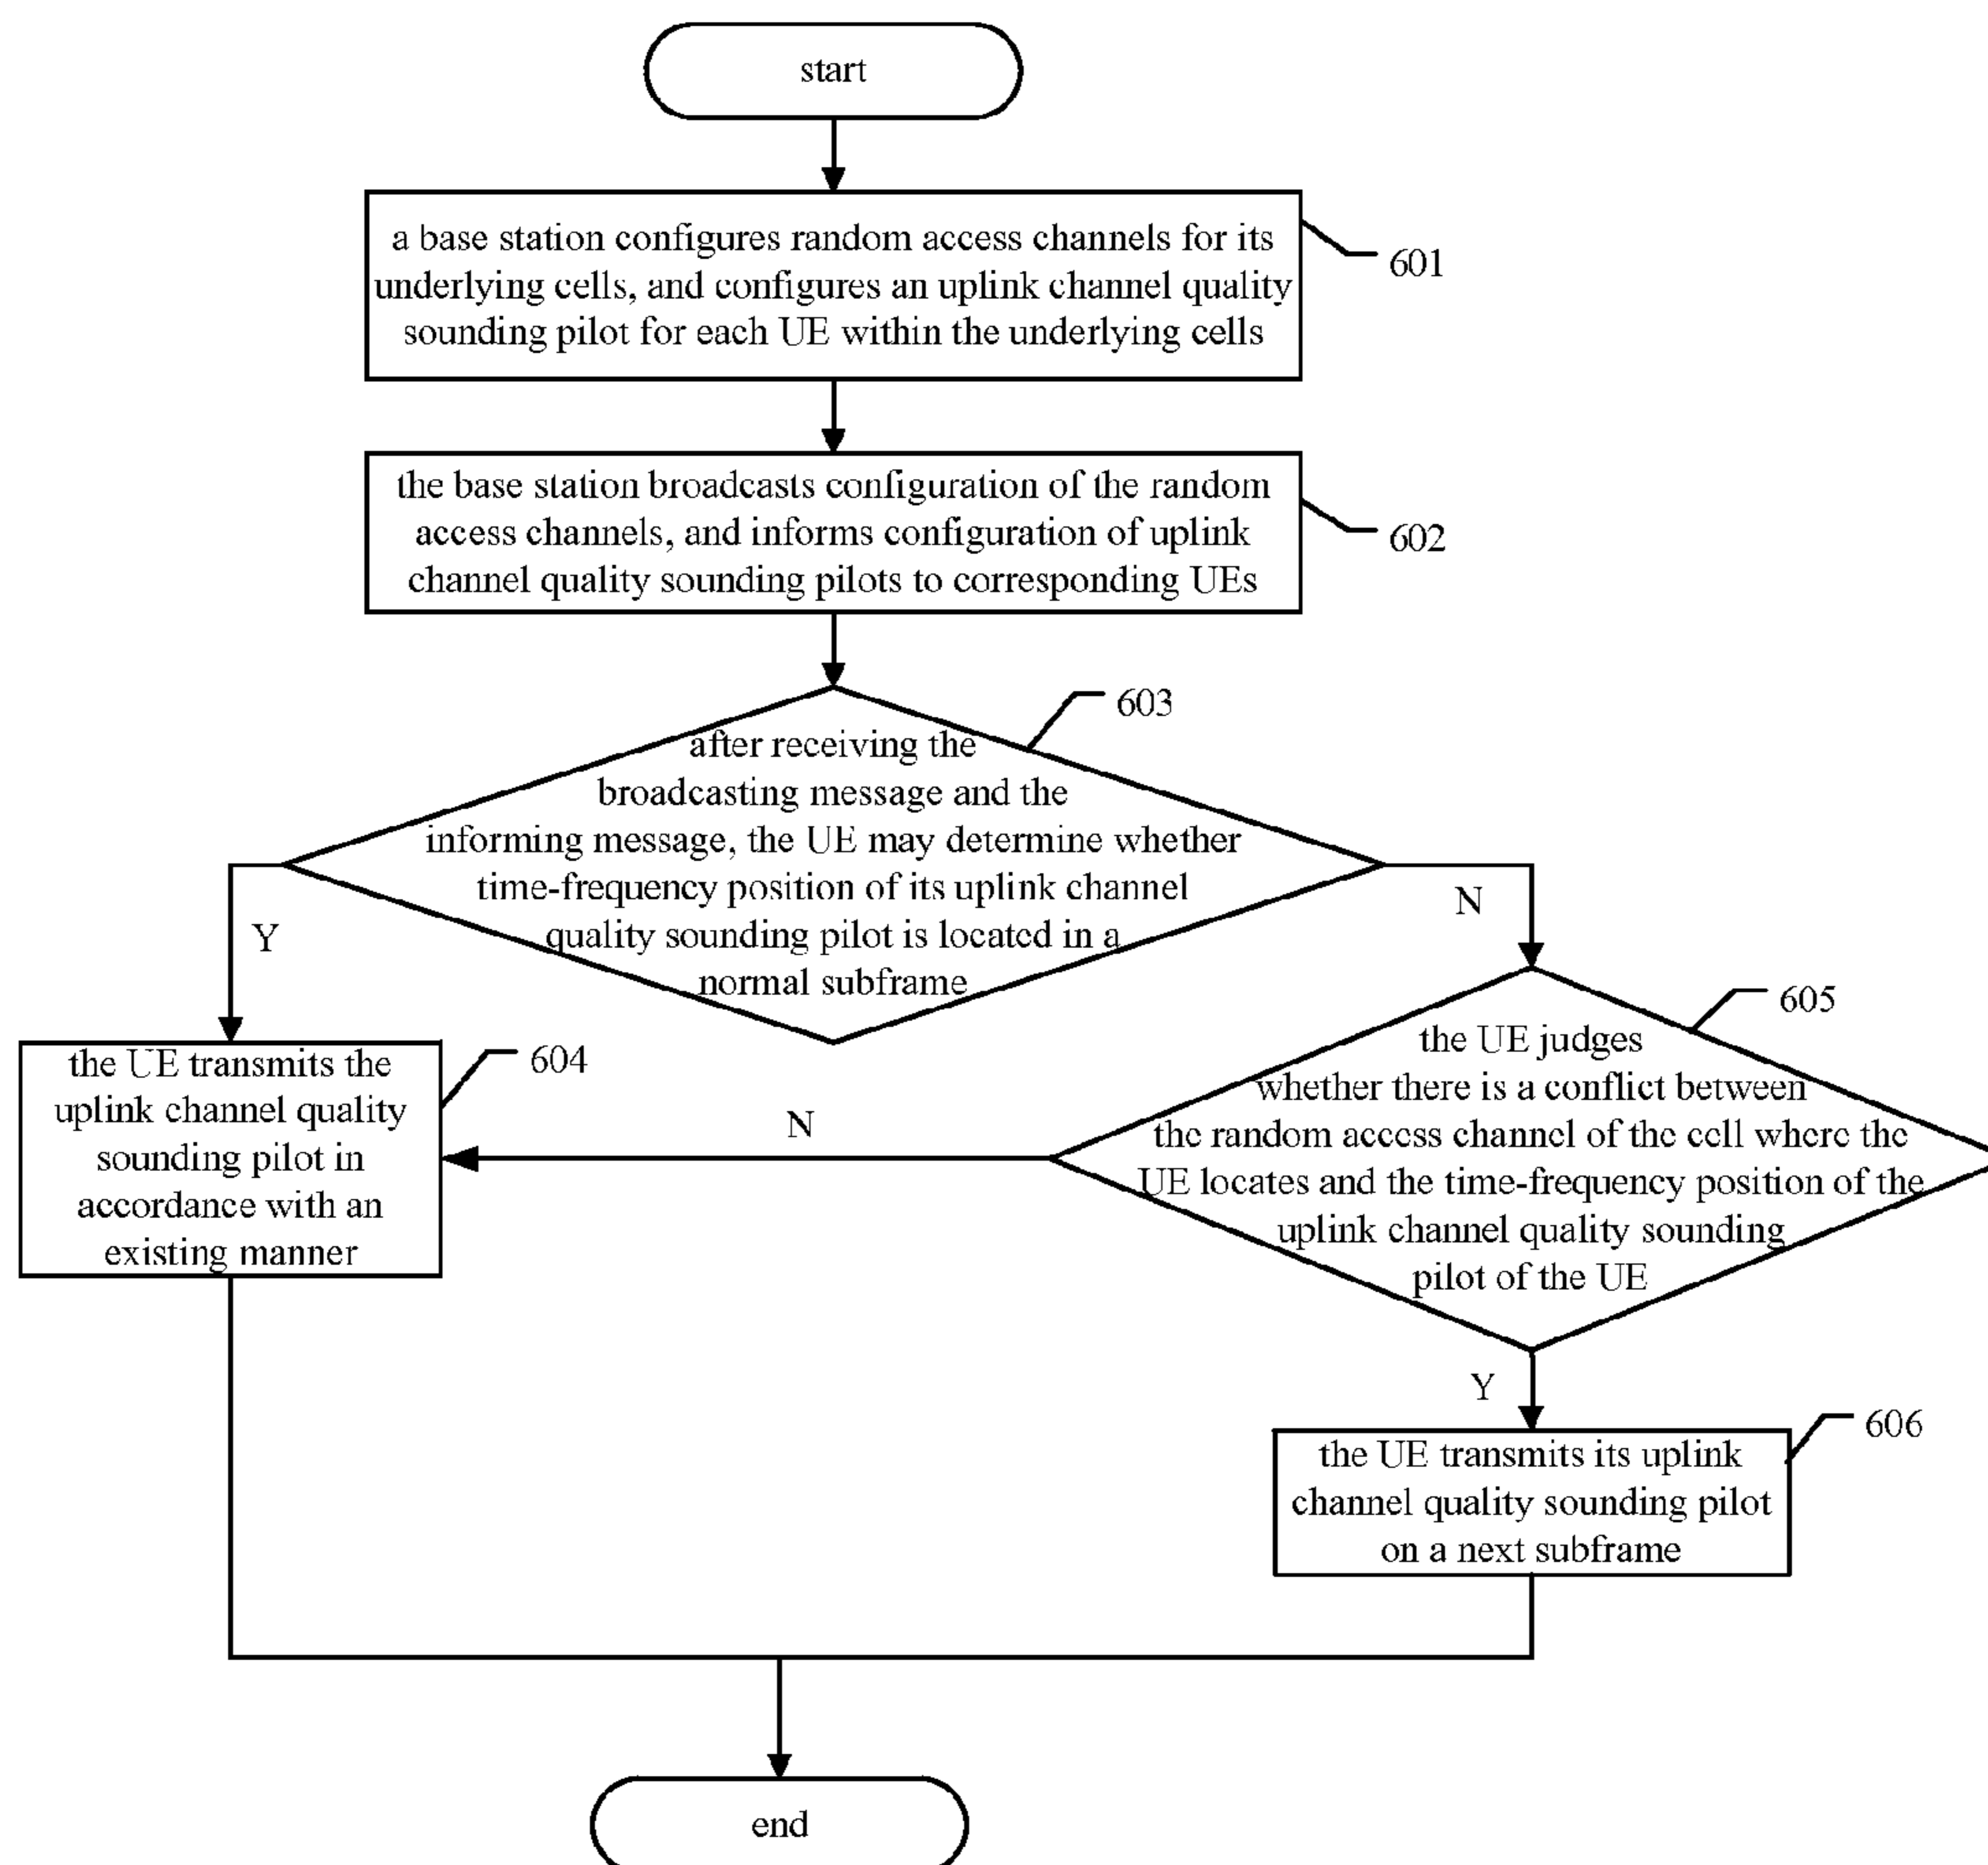 start
a base station configures random access channels for its
underlying cells, and configures an uplink channel quality
sounding pilot for each UE within the underlying cells
601
the base station broadcasts configuration of the random
access channels, and informs configuration of uplink
channel quality sounding pilots to corresponding UEs
602
603
after receiving the
broadcasting message and the
informing message, the UE may determine whether
time-frequency position of its uplink channel
quality sounding pilot is located in a
normal subframe
Y
N
604
the UE transmits the
uplink channel quality
sounding pilot in
accordance with an
existing manner
N
605
the UE judges
whether there is a conflict between
the random access channel of the cell where the
UE locates and the time-frequency position of the
uplink channel quality sounding
pilot of the UE
Y
606
the UE transmits its uplink
channel quality sounding pilot
on a next subframe
end